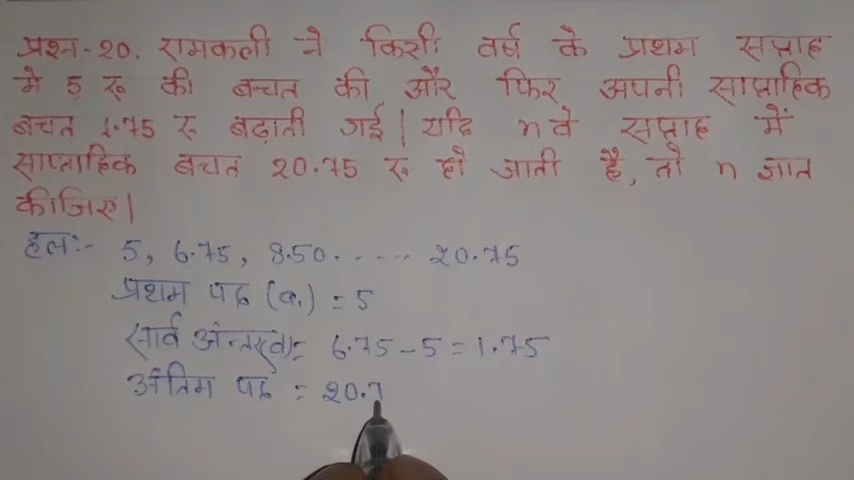 प्रश्न-20. रामकली ने किसी वर्ष के प्रथम सप्ताह
मे 5 रू की बचत की और फिर अपनी साप्ताहिक
बचत 1.75 रू बढ़ाती गई। यदि n वे सप्ताह में
साप्ताहिक बचत 20.75 रू हो जाती है, तो n ज्ञात
कीजिए।
हलः- 5, 6.75, 8.50...... 20.75
प्रथम पद (a₁) = 5
सार्व अंन्तर(d)= 6.75 - 5 = 1.75
अंतिम पद = 20.7